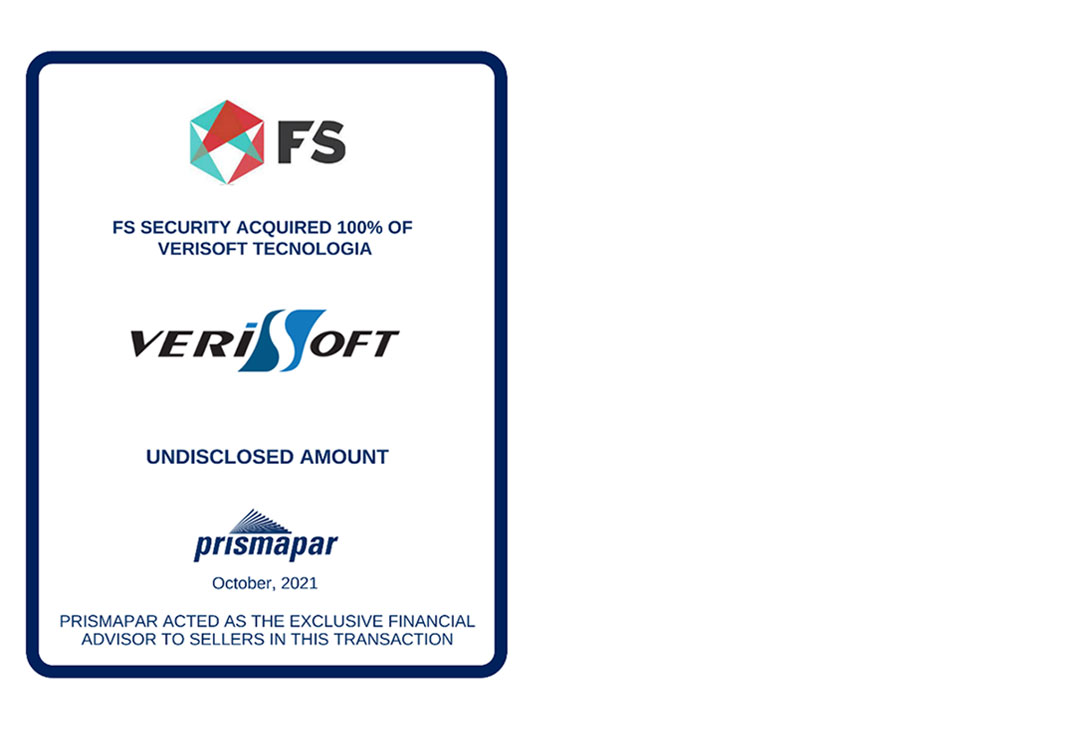 FS
FS SECURITY ACQUIRED 100% OF
VERISOFT TECNOLOGIA
VERISOFT
UNDISCLOSED AMOUNT
prismapar
October, 2021
PRISMAPAR ACTED AS THE EXCLUSIVE FINANCIAL
ADVISOR TO SELLERS IN THIS TRANSACTION